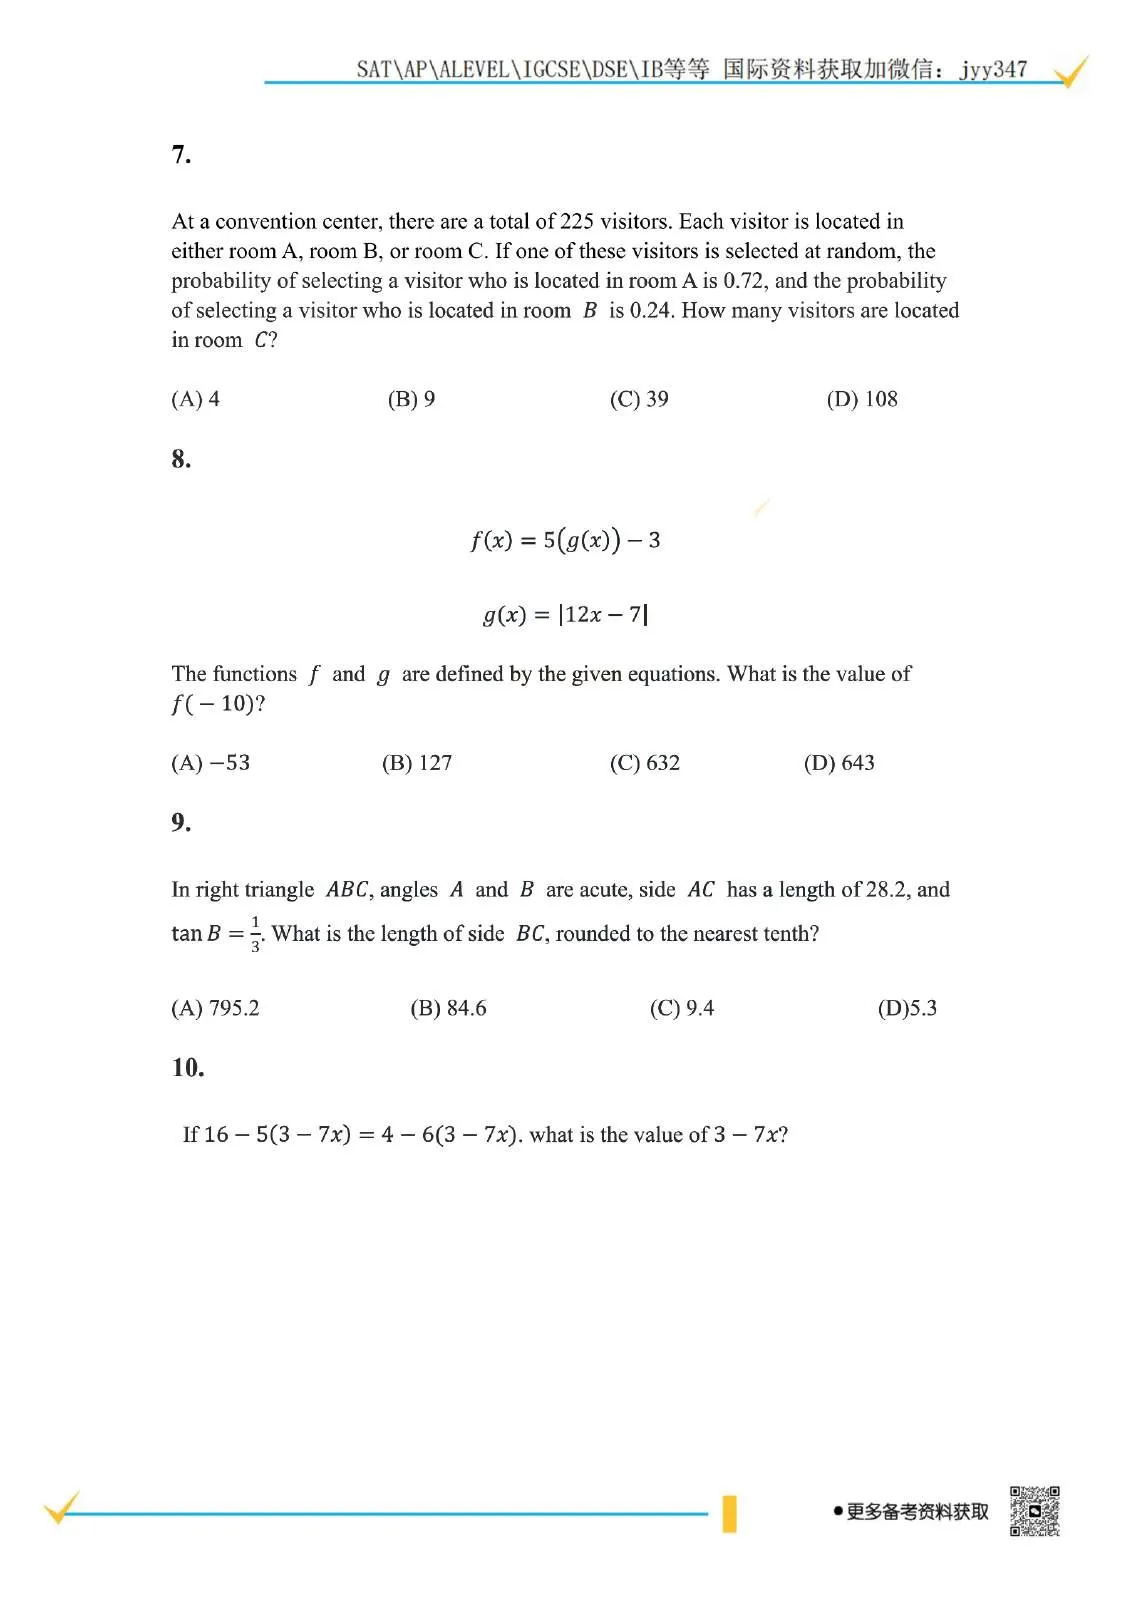 SAT\AP\ALEVEL\IGCSE\DSE\IB等等 国际资料获取加微信：jyy347
7.
At a convention center, there are a total of 225 visitors. Each visitor is located in
either room A, room B, or room C. If one of these visitors is selected at random, the
probability of selecting a visitor who is located in room A is 0.72, and the probability
of selecting a visitor who is located in room B is 0.24. How many visitors are located
in room C?
(A) 4 (B) 9 (C) 39 (D) 108
8.
f(x) = 5(g(x)) − 3
g(x) = |12x − 7|
The functions f and g are defined by the given equations. What is the value of
f(− 10)?
(A) −53 (B) 127 (C) 632 (D) 643
9.
In right triangle ABC, angles A and B are acute, side AC has a length of 28.2, and
tan B = 1/3. What is the length of side BC, rounded to the nearest tenth?
(A) 795.2 (B) 84.6 (C) 9.4 (D)5.3
10.
If 16 − 5(3 − 7x) = 4 − 6(3 − 7x). what is the value of 3 − 7x?
●更多备考资料获取